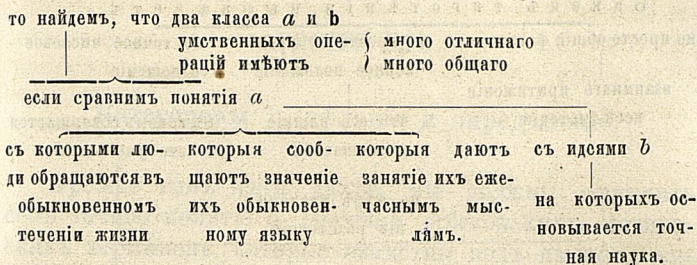 то найдемъ, что два класса a и b
умственныхъ опе- много отличнаго
рацій имѣютъ много общаго
если сравнимъ понятія a
съ которыми лю- которыя сооб- которыя даютъ съ идсями b
ди обращаются въ щаютъ значеніе занятіе ихъ еже-
обыкновенномъ ихъ обыкновен- часнымъ мыс- на которыхъ ос-
теченіи жизни ному языку лямъ. новывается точ-
ная наука.